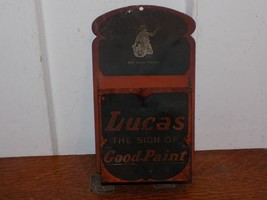 Lucas
THE SIGN OF
Good-Paint